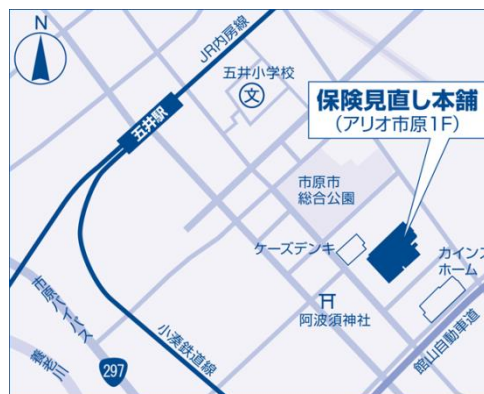 N
JR内房線
五井小学校
文
五井駅
保険見直し本舗
(アリオ市原1F)
市原市
総合公園
ケーズデンキ
カインズ
ホーム
阿波須神社
市原バイパス
小湊鉄道線
館山自動車道
養老川
297